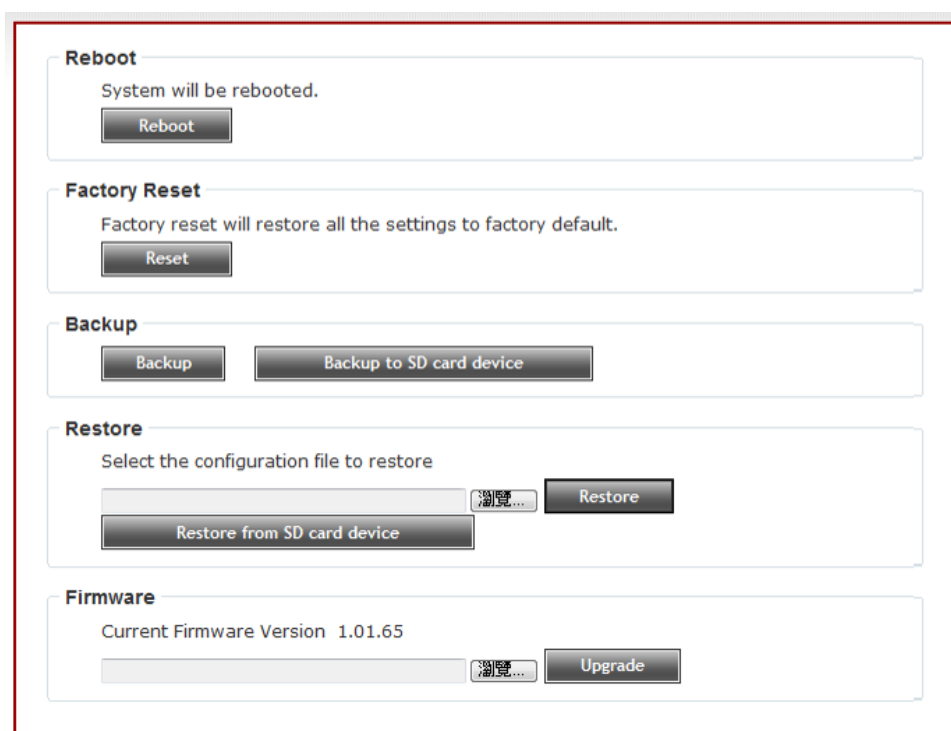 Reboot
System will be rebooted.
Reboot
Factory Reset
Factory reset will restore all the settings to factory default.
Reset
Backup
Backup Backup to SD card device
Restore
Select the configuration file to restore
瀏覽... Restore
Restore from SD card device
Firmware
Current Firmware Version 1.01.65
瀏覽... Upgrade